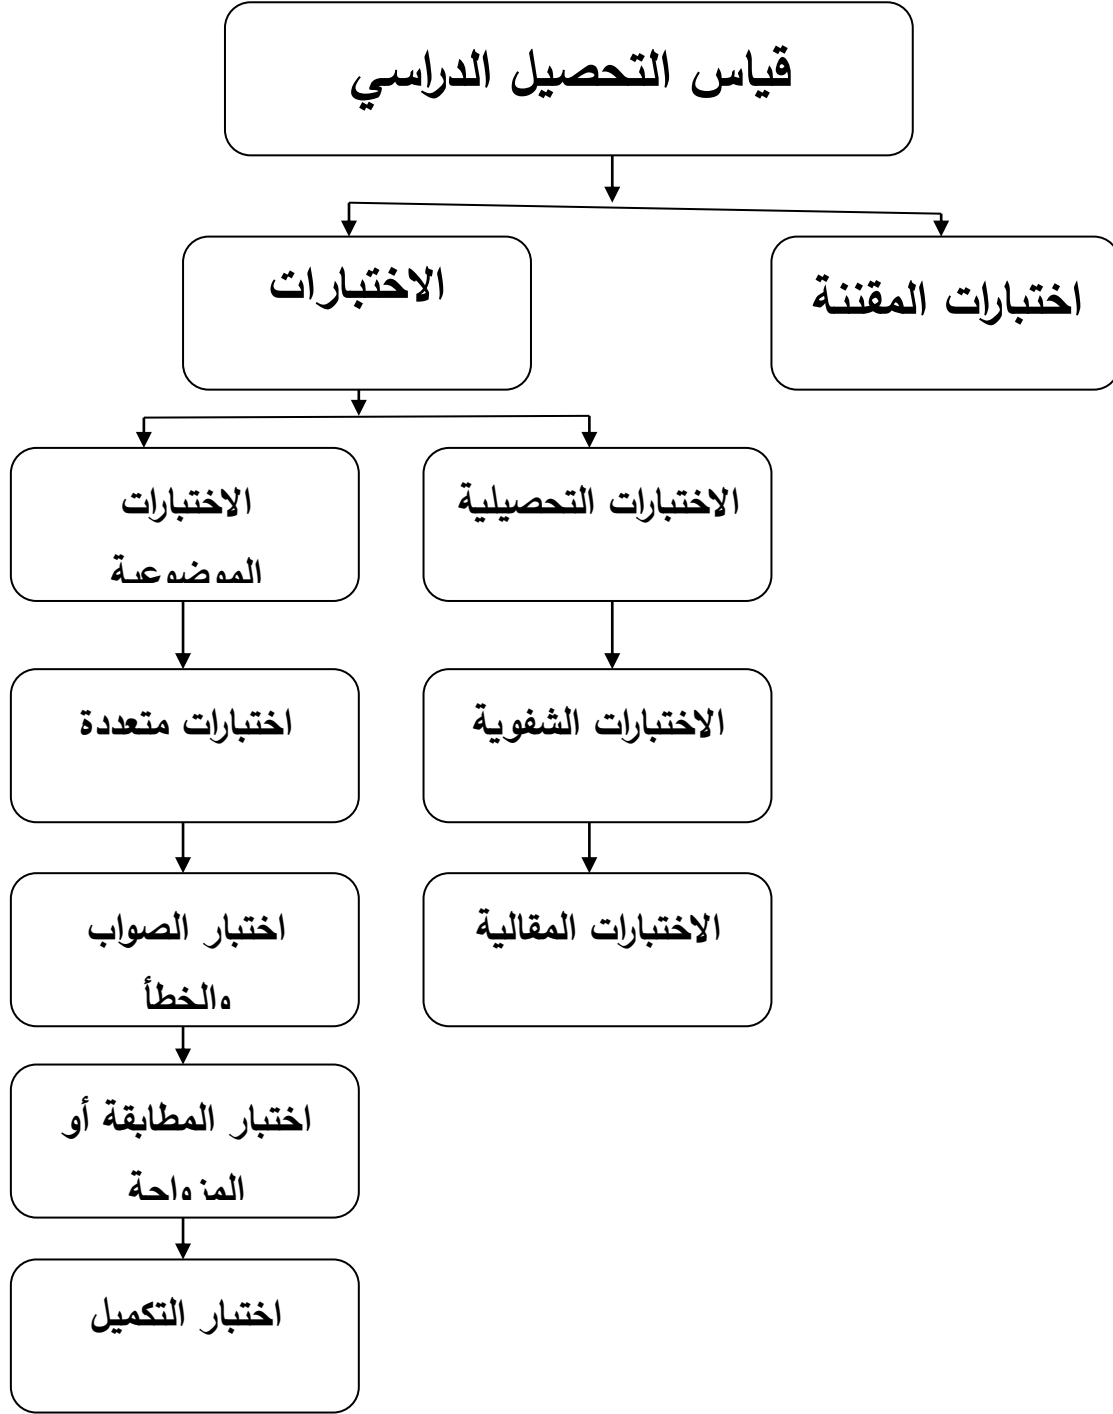 قياس التحصيل الدراسي
اختبارات المقننة
الاختبارات
الاختبارات التحصيلية
الاختبارات
الموضوعية
الاختبارات الشفوية
اختبارات متعددة
الاختبارات المقالية
اختبار الصواب
والخطأ
اختبار المطابقة أو
المزواجة
اختبار التكميل